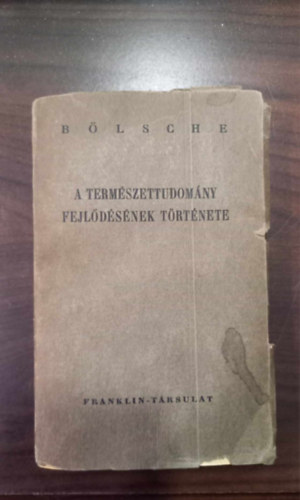 BÖLSCHE
A TERMÉSZETTUDOMÁNY
FEJLŐDÉSÉNEK TÖRTÉNETE
FRANKLIN-TÁRSULAT